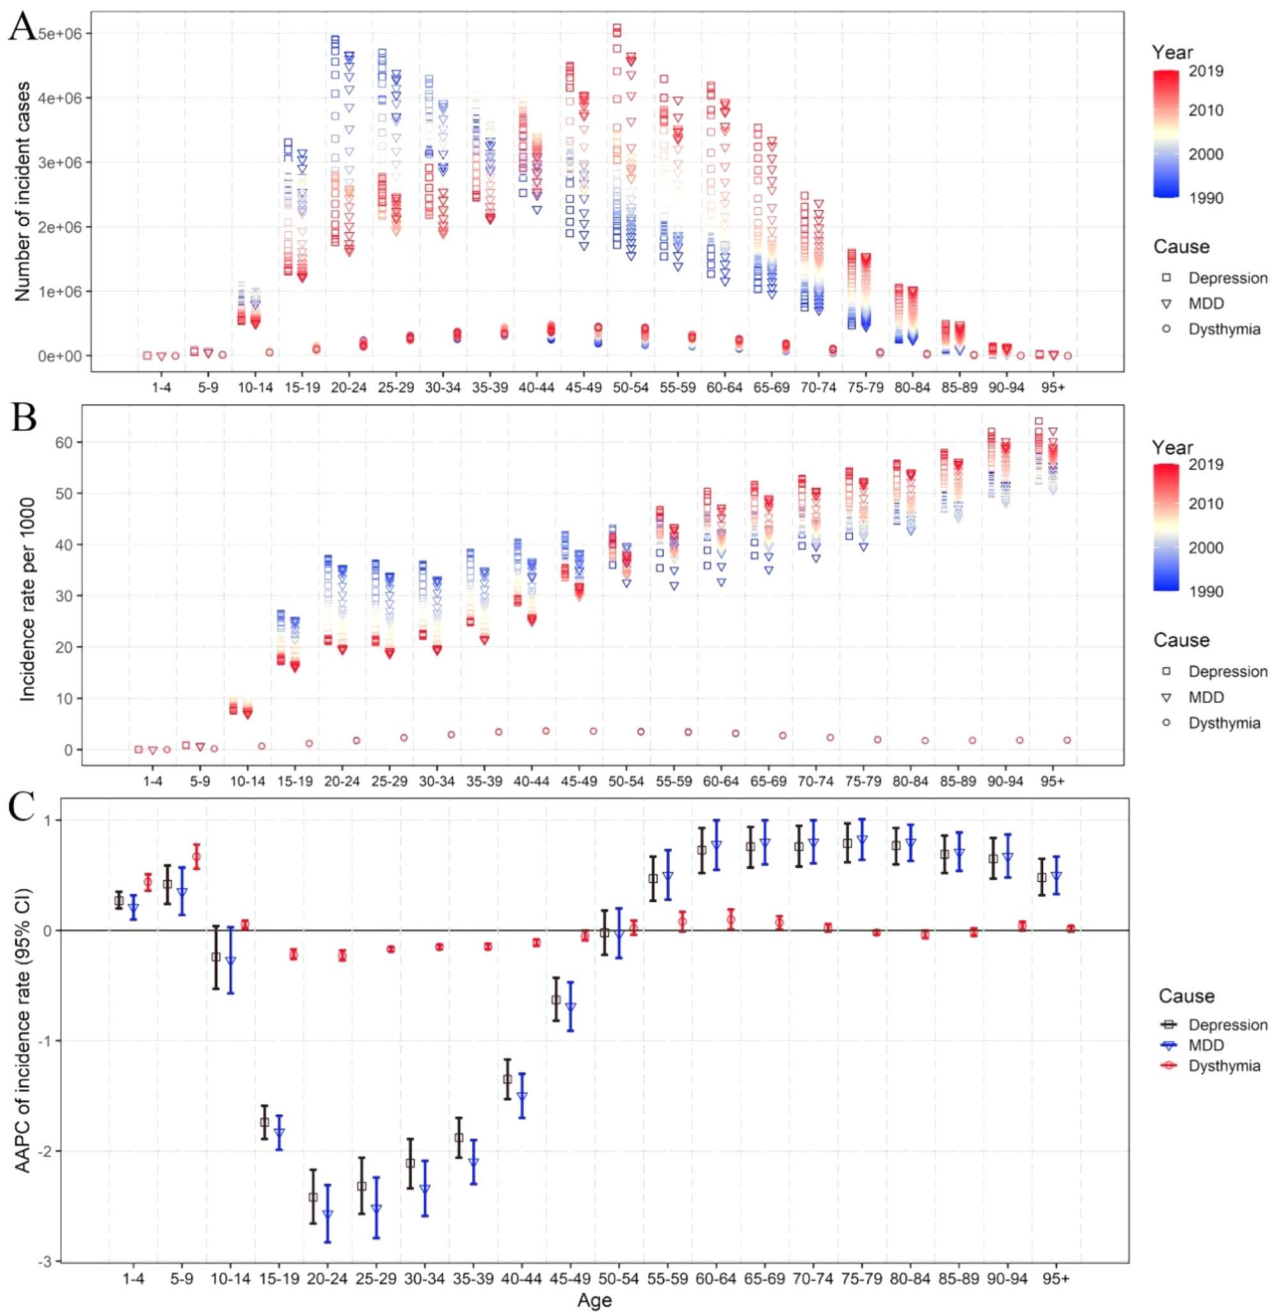 A
Number of incident cases
5e+06
4e+06
3e+06
2e+06
1e+06
0e+00
1-4 5-9 10-14 15-19 20-24 25-29 30-34 35-39 40-44 45-49 50-54 55-59 60-64 65-69 70-74 75-79 80-84 85-89 90-94 95+
Year
2019
2010
2000
1990
Cause
Depression
MDD
Dysthymia
B
Incidence rate per 1000
60
50
40
30
20
10
0
1-4 5-9 10-14 15-19 20-24 25-29 30-34 35-39 40-44 45-49 50-54 55-59 60-64 65-69 70-74 75-79 80-84 85-89 90-94 95+
Year
2019
2010
2000
1990
Cause
Depression
MDD
Dysthymia
C
AAPC of incidence rate (95% CI)
1
0
-1
-2
-3
1-4 5-9 10-14 15-19 20-24 25-29 30-34 35-39 40-44 45-49 50-54 55-59 60-64 65-69 70-74 75-79 80-84 85-89 90-94 95+
Age
Cause
Depression
MDD
Dysthymia